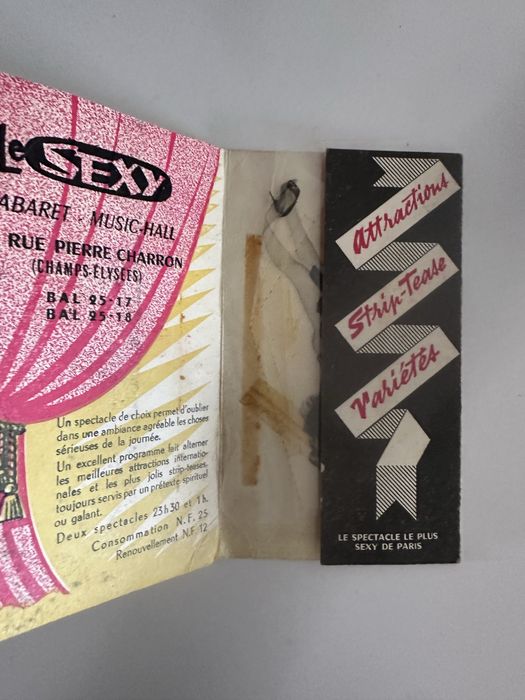 Le SEXY
CABARET - MUSIC-HALL
RUE PIERRE CHARRON
(CHAMPS-ÉLYSÉES)
BAL 25-17
BAL 25-18
Un spectacle de choix permet d'oublier
dans une ambiance agréable les choses
sérieuses de la journée.
Un excellent programme fait alterner
les meilleures attractions internatio-
nales et les plus jolis strip-teases,
toujours servis par un prétexte spirituel
ou galant.
Deux spectacles 23h30 et 1h.
Consommation N.F. 25
Renouvellement N.F. 12
Attractions
Strip-Tease
Variétés
LE SPECTACLE LE PLUS
SEXY DE PARIS